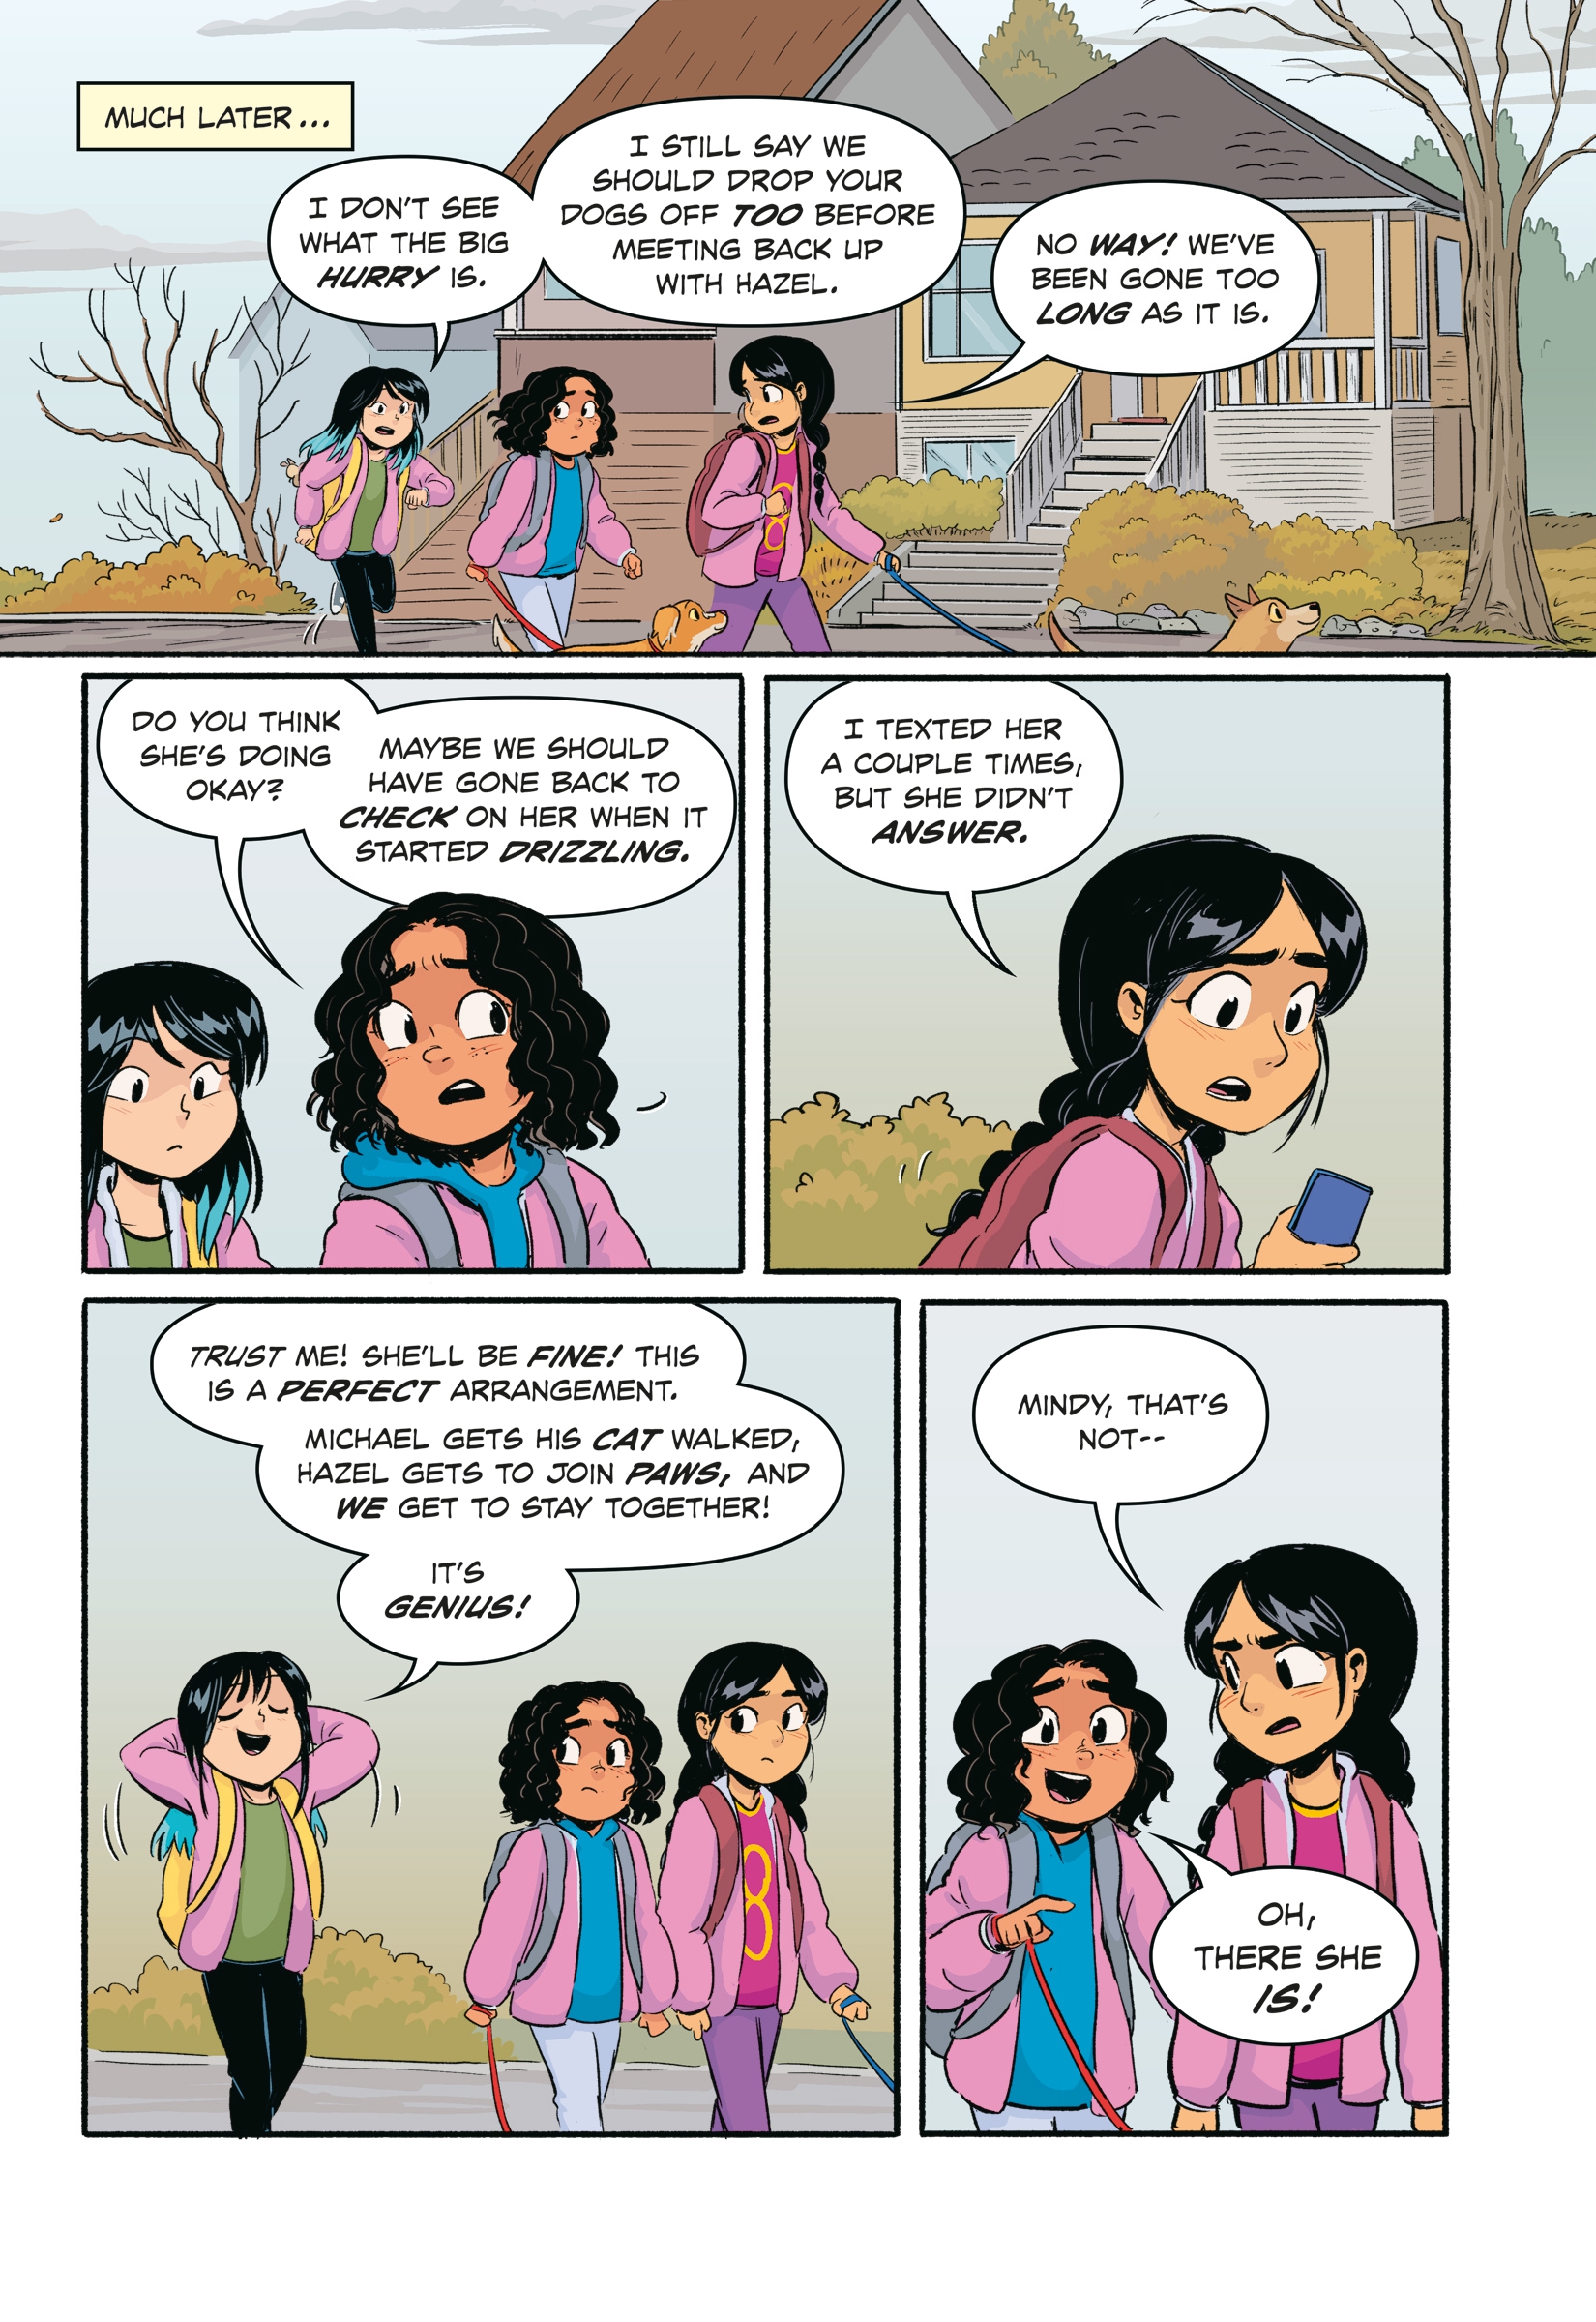 MUCH LATER...
I DON'T SEE
WHAT THE BIG
HURRY IS.
I STILL SAY WE
SHOULD DROP YOUR
DOGS OFF TOO BEFORE
MEETING BACK UP
WITH HAZEL.
NO WAY! WE'VE
BEEN GONE TOO
LONG AS IT IS.
DO YOU THINK
SHE'S DOING
OKAY?
MAYBE WE SHOULD
HAVE GONE BACK TO
CHECK ON HER WHEN IT
STARTED DRIZZLING.
I TEXTED HER
A COUPLE TIMES,
BUT SHE DIDN'T
ANSWER.
TRUST ME! SHE'LL BE FINE! THIS
IS A PERFECT ARRANGEMENT.
MICHAEL GETS HIS CAT WALKED,
HAZEL GETS TO JOIN PAWS, AND
WE GET TO STAY TOGETHER!
IT'S
GENIUS!
MINDY, THAT'S
NOT--
OH,
THERE SHE
IS!